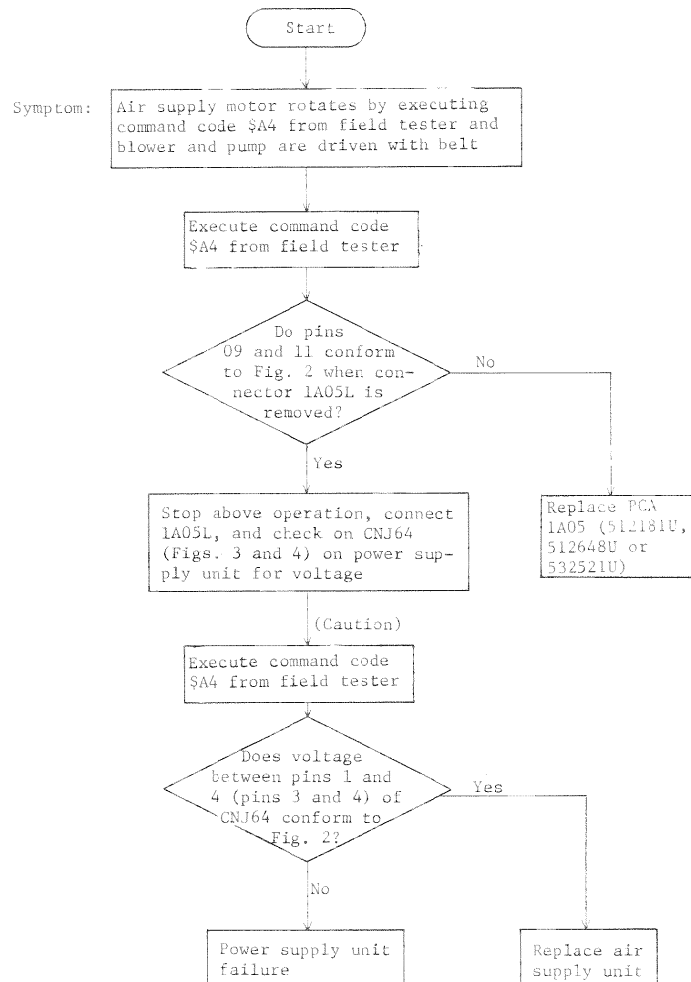 Start
Symptom:
Air supply motor rotates by executing
command code $A4 from field tester and
blower and pump are driven with belt
Execute command code
$A4 from field tester
Do pins
09 and 11 conform
to Fig. 2 when con-
nector 1A05L is
removed?
No
Yes
Replace PCA
1A05 (512181U,
512648U or
532521U)
Stop above operation, connect
1A05L, and check on CNJ64
(Figs. 3 and 4) on power sup-
ply unit for voltage
(Caution)
Execute command code
$A4 from field tester
Does voltage
between pins 1 and
4 (pins 3 and 4) of
CNJ64 conform to
Fig. 2?
Yes
No
Power supply unit
failure
Replace air
supply unit